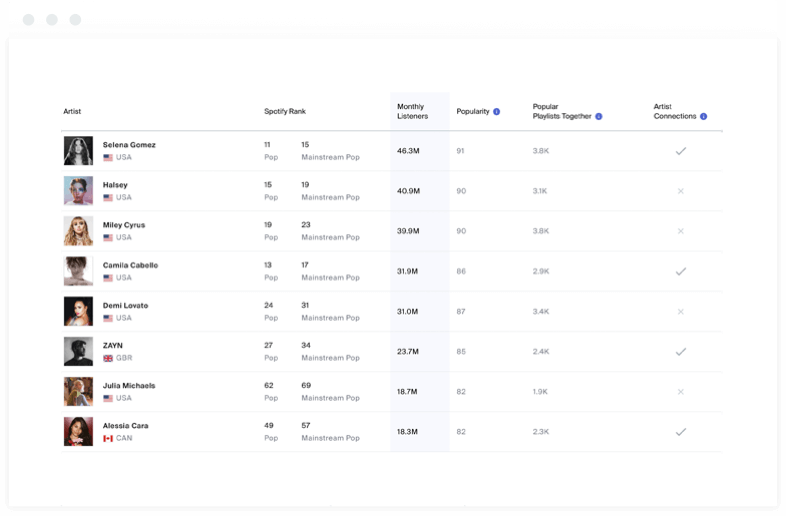 Artist Spotify Rank Monthly Listeners Popularity Popular Playlists Together Artist Connections
Selena Gomez 11 15 46.3M 91 3.8K
USA Pop Mainstream Pop
Halsey 15 19 40.9M 90 3.1K
USA Pop Mainstream Pop
Miley Cyrus 19 23 39.9M 90 3.8K
USA Pop Mainstream Pop
Camila Cabello 13 17 31.9M 86 2.9K
USA Pop Mainstream Pop
Demi Lovato 24 31 31.0M 87 3.4K
USA Pop Mainstream Pop
ZAYN 27 34 23.7M 85 2.4K
GBR Pop Mainstream Pop
Julia Michaels 62 69 18.7M 82 1.9K
USA Pop Mainstream Pop
Alessia Cara 49 57 18.3M 82 2.3K
CAN Pop Mainstream Pop